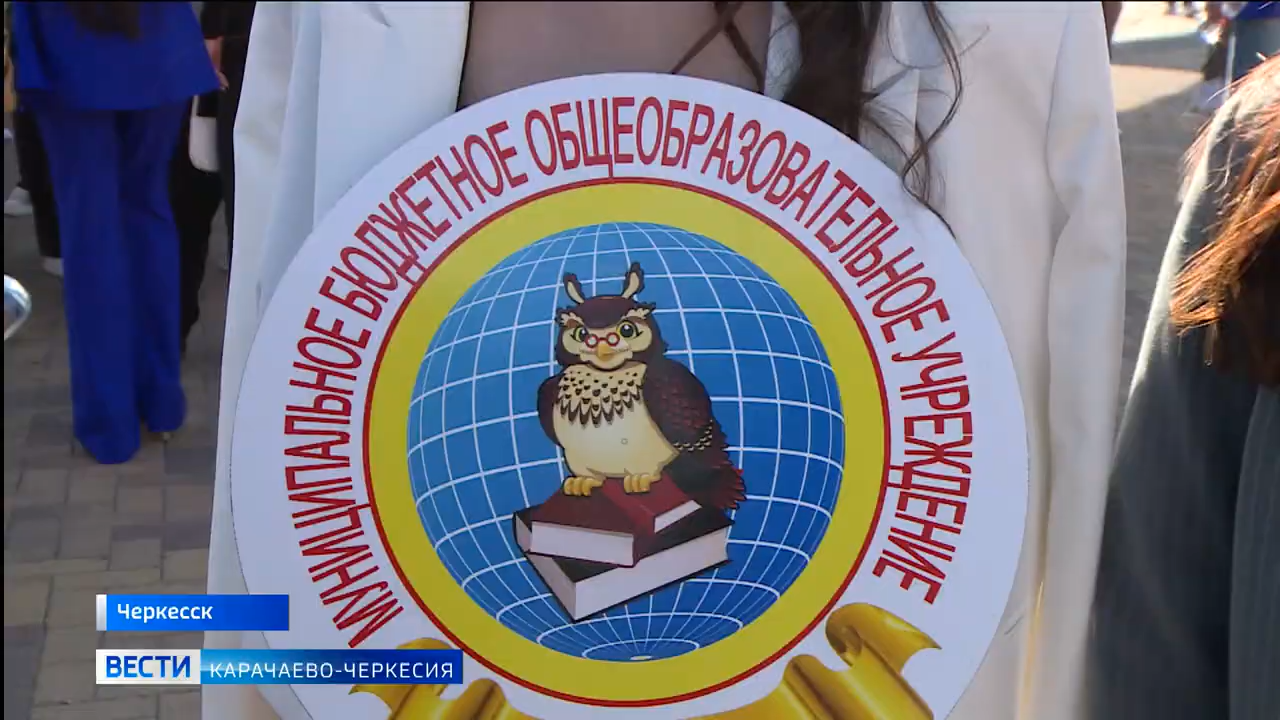 МУНИЦИПАЛЬНОЕ БЮДЖЕТНОЕ ОБЩЕОБРАЗОВАТЕЛЬНОЕ УЧРЕЖДЕНИЕ
Черкесск
ВЕСТИ КАРАЧАЕВО-ЧЕРКЕСИЯ